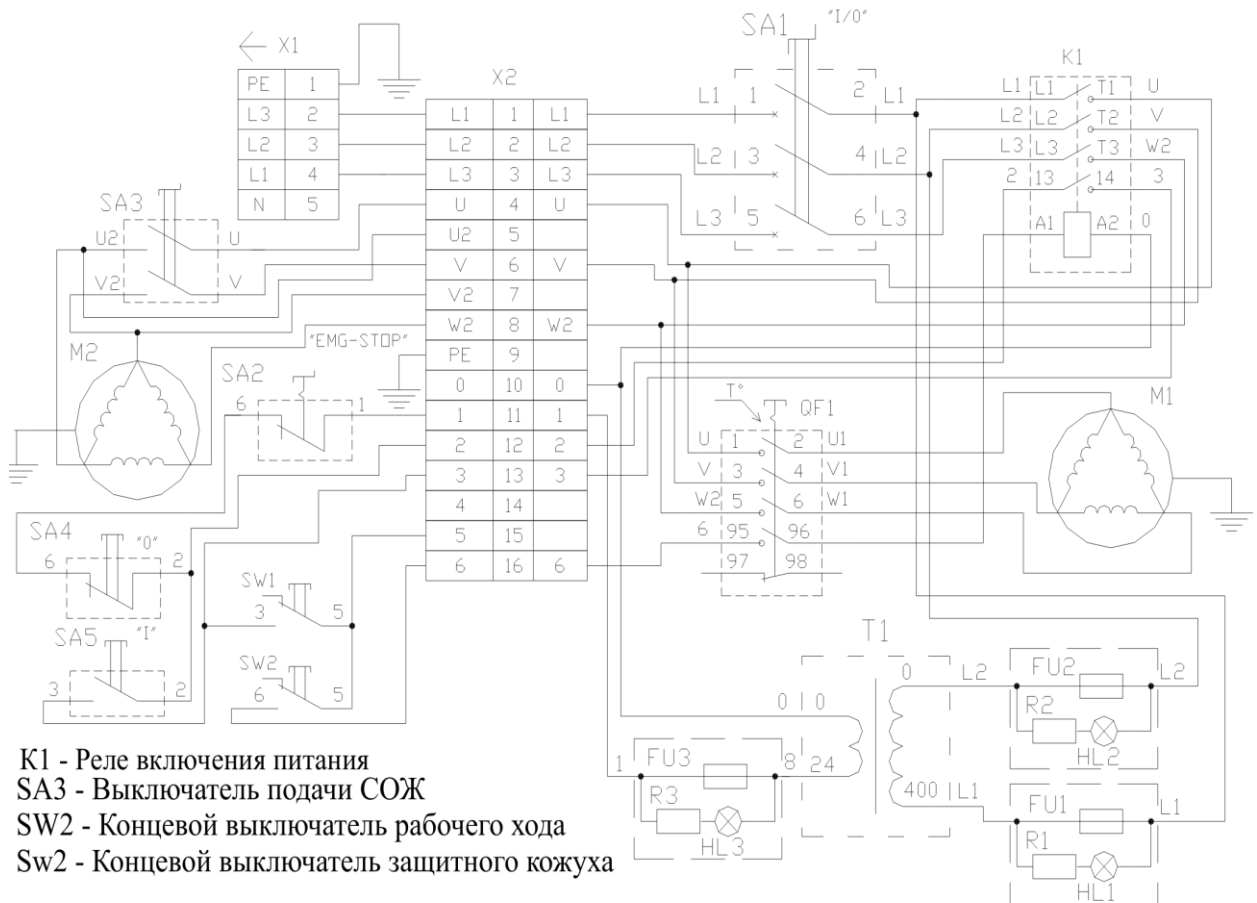 X1
PE 1
L3 2
L2 3
L1 4
N 5
X2
L1 1 L1
L2 2 L2
L3 3 L3
U 4 U
U2 5
V 6 V
V2 7
W2 8 W2
PE 9
0 10 0
1 11 1
2 12 2
3 13 3
4 14
5 15
6 16 6
SA1 "I/0"
L1 1 2 L1
L2 3 4 L2
L3 5 6 L3
K1
L1 L1 T1 U
L2 L2 T2 V
L3 L3 T3 W2
2 13 14 3
A1 A2 0
SA3
U2 U
V2 V
M2
"EMG-STOP"
SA2
6 1
T° QF1
U 1 2 U1
V 3 4 V1
W2 5 6 W1
6 95 96
97 98
M1
SA4 "0"
6 2
SA5 "I"
3 2
SW1
3 5
SW2
6 5
T1
0 0 0 L2
8 24 400 L1
FU2
L2
R2
HL2
FU1
L1
R1
HL1
1 FU3
R3
HL3
К1 - Реле включения питания
SA3 - Выключатель подачи СОЖ
SW2 - Концевой выключатель рабочего хода
Sw2 - Концевой выключатель защитного кожуха